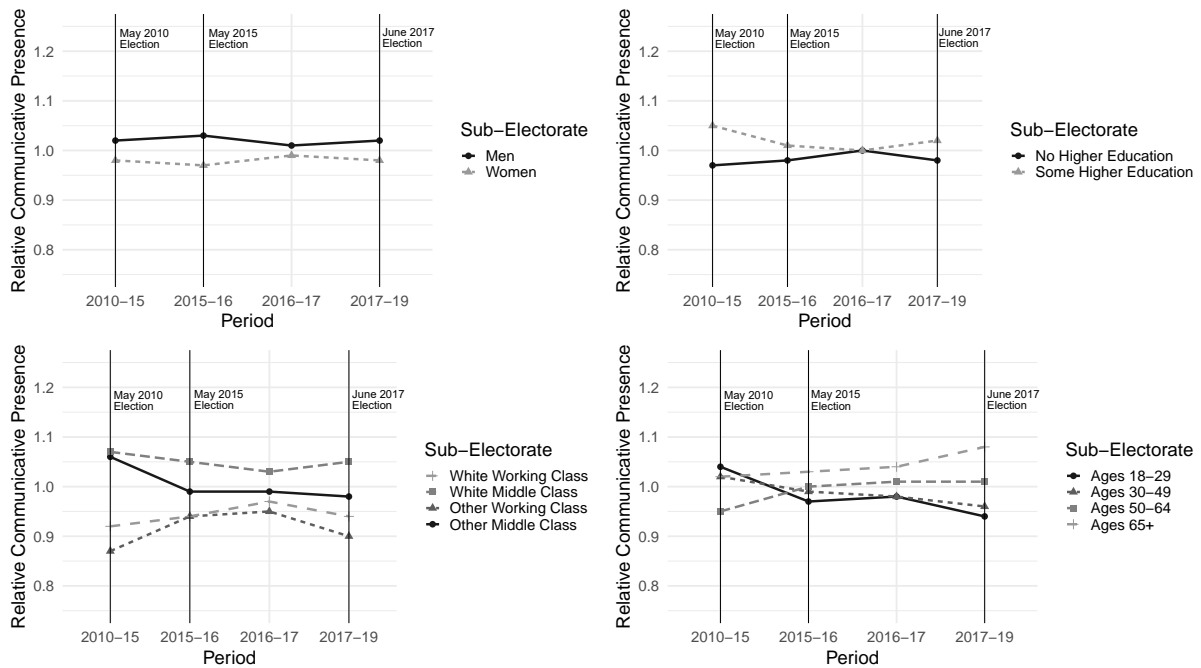 Relative Communicative Presence
1.2
1.1
1.0
0.9
0.8
May 2010
Election
May 2015
Election
June 2017
Election
2010–15
2015–16
2016–17
2017–19
Period
Sub−Electorate
Men
Women
Relative Communicative Presence
1.2
1.1
1.0
0.9
0.8
May 2010
Election
May 2015
Election
June 2017
Election
2010–15
2015–16
2016–17
2017–19
Period
Sub−Electorate
No Higher Education
Some Higher Education
Relative Communicative Presence
1.2
1.1
1.0
0.9
0.8
May 2010
Election
May 2015
Election
June 2017
Election
2010–15
2015–16
2016–17
2017–19
Period
Sub−Electorate
White Working Class
White Middle Class
Other Working Class
Other Middle Class
Relative Communicative Presence
1.2
1.1
1.0
0.9
0.8
May 2010
Election
May 2015
Election
June 2017
Election
2010–15
2015–16
2016–17
2017–19
Period
Sub−Electorate
Ages 18–29
Ages 30–49
Ages 50–64
Ages 65+